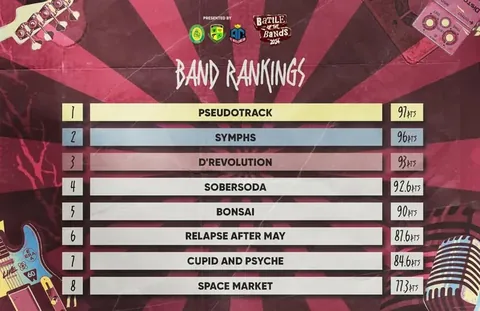 PRESENTED BY
BATTLE
OF THE
BANDS
2024
BAND RANKINGS
1 PSEUDOTRACK 97PTS
2 SYMPHS 96PTS
3 D'REVOLUTION 93PTS
4 SOBERSODA 92.6PTS
5 BONSAI 90PTS
6 RELAPSE AFTER MAY 87.6PTS
7 CUPID AND PSYCHE 84.6PTS
8 SPACE MARKET 77.3PTS